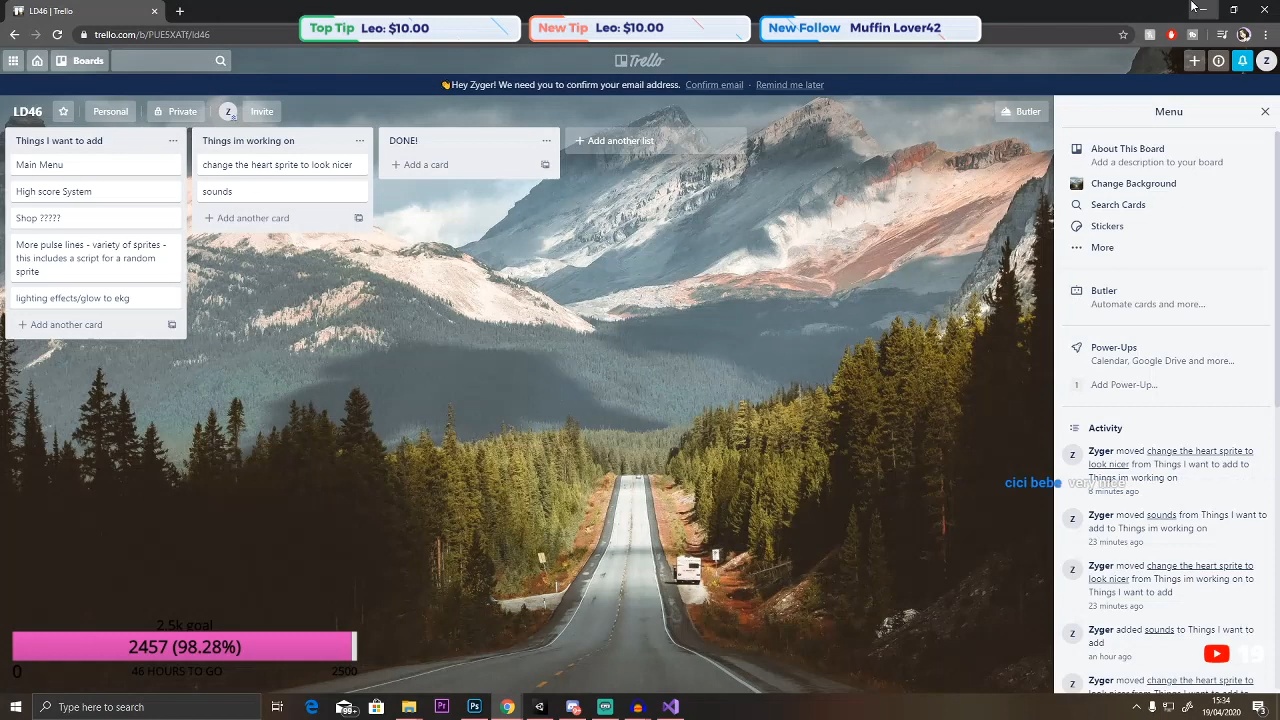 LD46 | Trello
.../UUEXAiT/ld46
Top Tip Leo: $10.00
New Tip Leo: $10.00
New Follow Muffin Lover42
Boards
Trello
Z
👋Hey Zyger! We need to confirm your email address. Confirm email - Remind me later
LD46
Personal
Private
Z
Invite
Butler
Things I want to add
Main Menu
High score System
Shop ?????
More pulse lines - variety of sprites -
this includes a script for a random
sprite
lighting effects/glow to ekg
+ Add another card
Things im working on
change the heart sprite to look nicer
sounds
+ Add another card
DONE!
+ Add a card
+ Add another list
Menu
About This Board
Add a description to your board
Change Background
Search Cards
Stickers
More
Butler
Automate cards and more...
Power-Ups
Calendar, Google Drive and more...
1 Add Power-Up...
Activity
Z Zyger moved change the heart sprite to
look nicer from Things I want to add to
Things im working on
8 minutes ago
cici bebe very nice
Z Zyger moved sounds from Things I want to
add to Things im working on
23 minutes ago
Z Zyger moved change the heart sprite to
look nicer from Things im working on to
Things I want to add
23 minutes ago
Z Zyger added sounds to Things I want to
add
an hour ago
19
Z Zyger moved change the heart sprite to
2.5k goal
2457 (98.28%)
0 46 HOURS TO GO 2500
Type here to search
15:34
19/04/2020